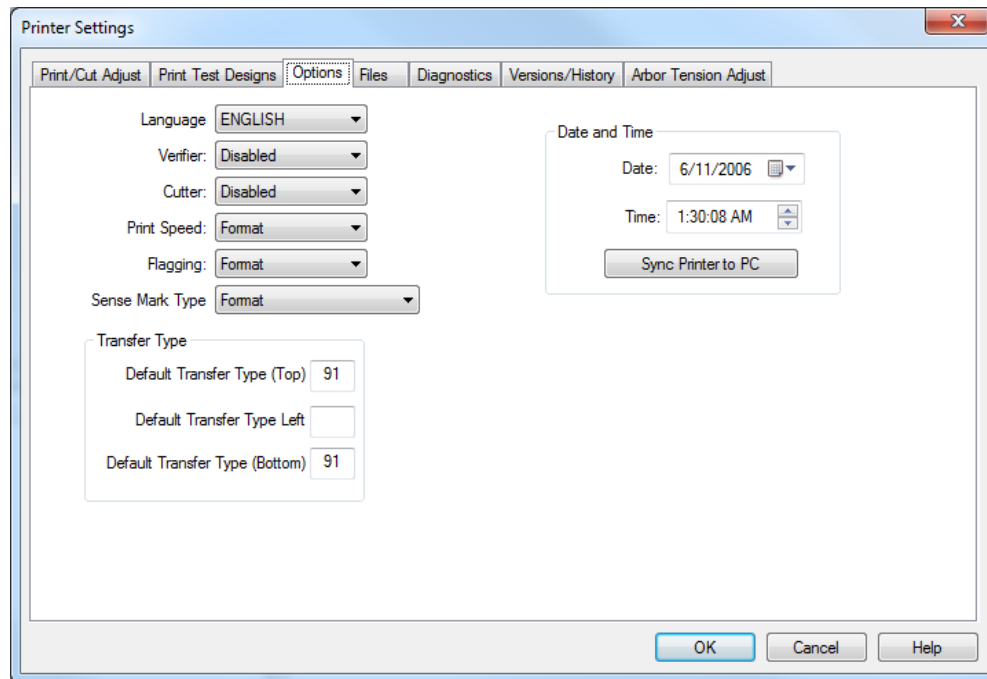 Printer Settings
Print/Cut Adjust Print Test Designs Options Files Diagnostics Versions/History Arbor Tension Adjust
Language ENGLISH
Verifier: Disabled
Cutter: Disabled
Print Speed: Format
Flagging: Format
Sense Mark Type Format
Transfer Type
Default Transfer Type (Top) 91
Default Transfer Type Left
Default Transfer Type (Bottom) 91
Date and Time
Date: 6/11/2006
Time: 1:30:08 AM
Sync Printer to PC
OK Cancel Help